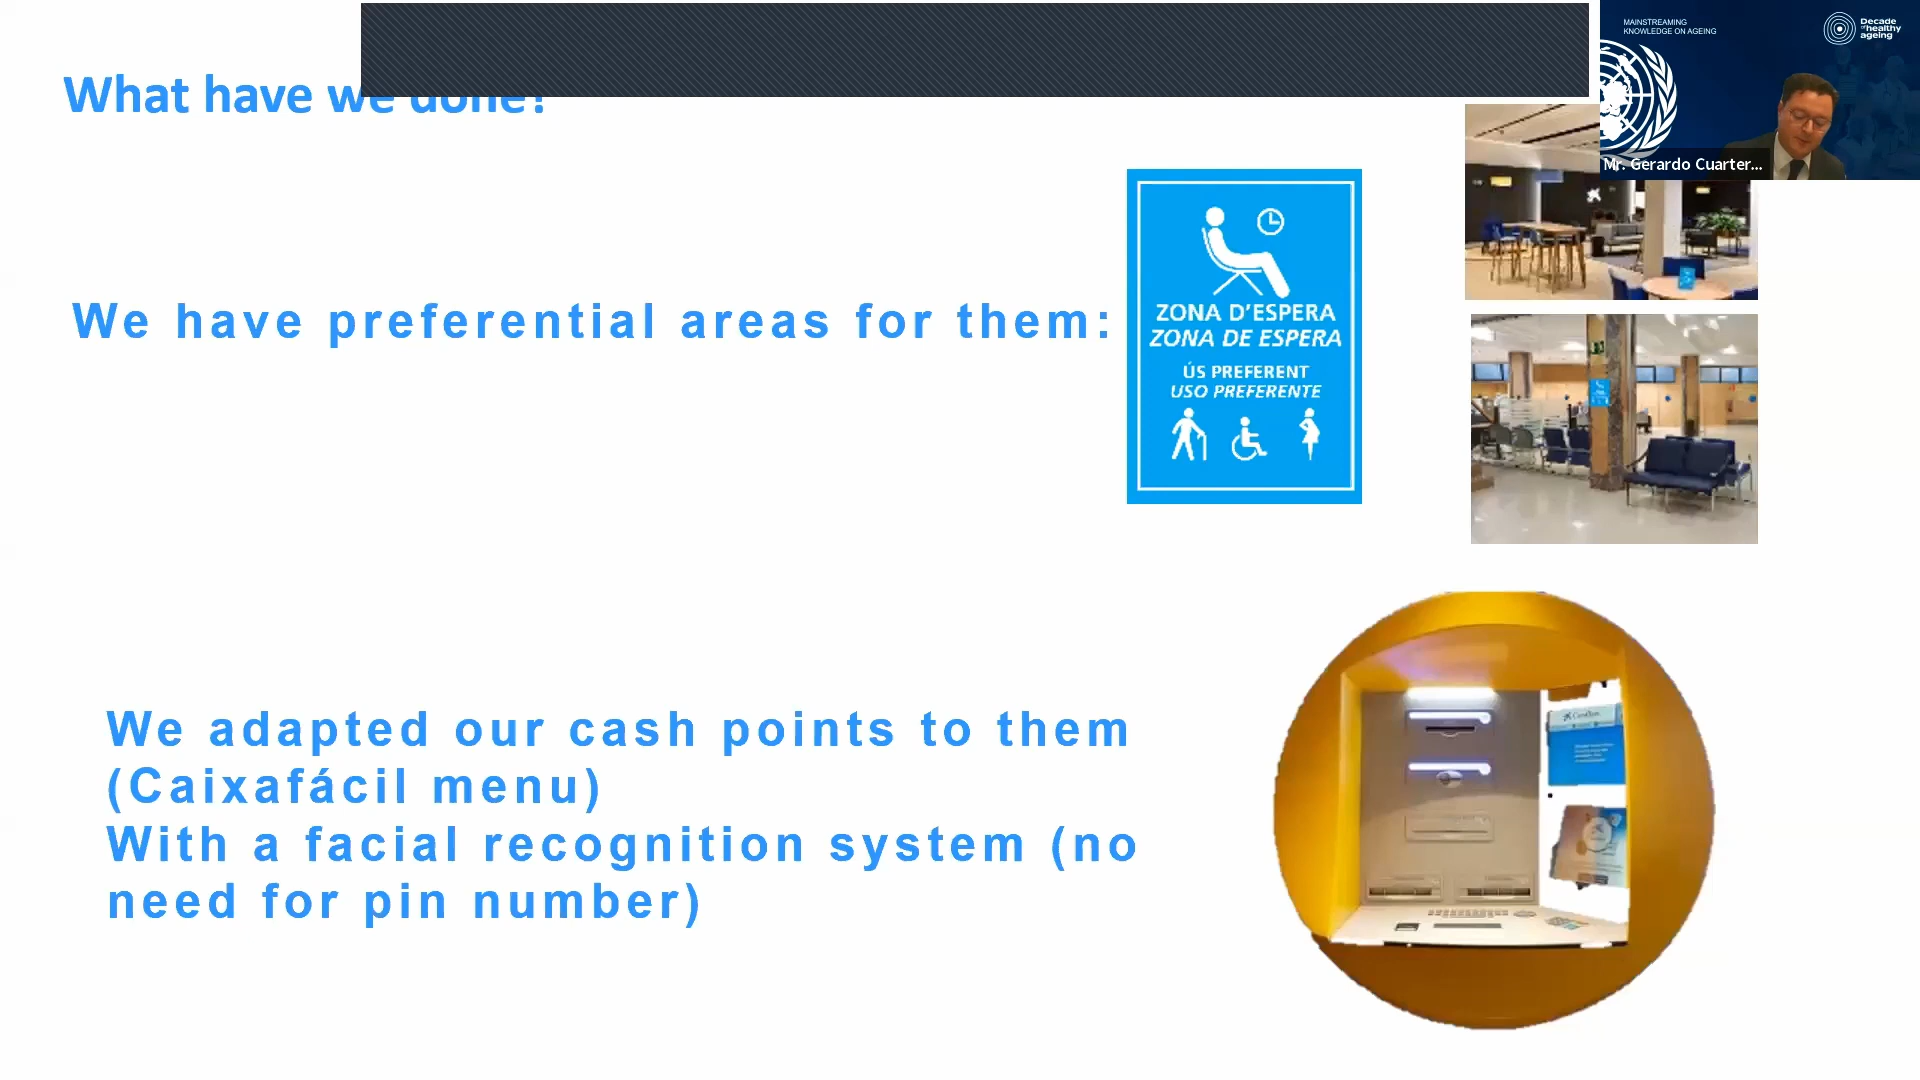 MAINSTREAMING
KNOWLEDGE ON AGEING
Decade
of healthy
ageing
Mr. Gerardo Cuarter...
What have we done?
We have preferential areas for them:
ZONA D'ESPERA
ZONA DE ESPERA
ÚS PREFERENT
USO PREFERENTE
We adapted our cash points to them
(Caixafácil menu)
With a facial recognition system (no
need for pin number)